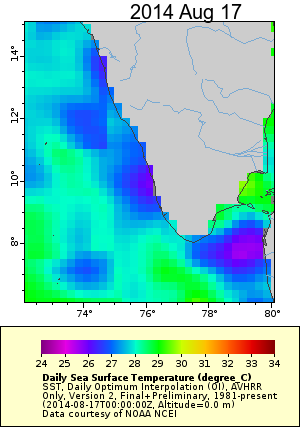 2014 Aug 17
14°
12°
10°
8°
74° 76° 78° 80°
24 25 26 27 28 29 30 31 32 33 34
Daily Sea Surface Temperature (degree_C)
SST, Daily Optimum Interpolation (OI), AVHRR
Only, Version 2, Final+Preliminary, 1981-present
(2014-08-17T00:00:00Z, Altitude=0.0 m)
Data courtesy of NOAA NCEI